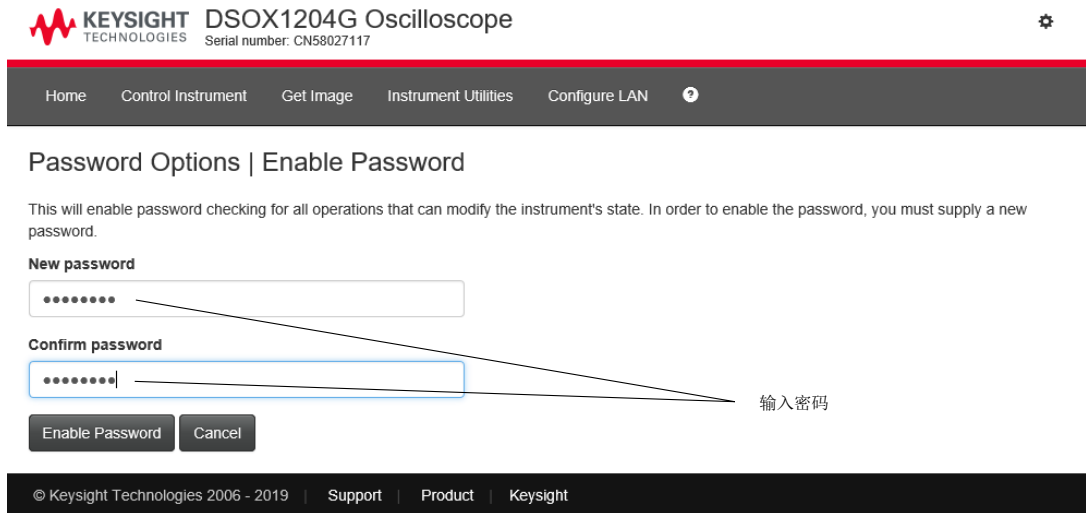 KEYSIGHT
TECHNOLOGIES
DSOX1204G Oscilloscope
Serial number: CN58027117
Home Control Instrument Get Image Instrument Utilities Configure LAN ?
Password Options | Enable Password
This will enable password checking for all operations that can modify the instrument's state. In order to enable the password, you must supply a new
password.
New password
••••••••
Confirm password
••••••••
输入密码
Enable Password Cancel
© Keysight Technologies 2006 - 2019 | Support | Product | Keysight